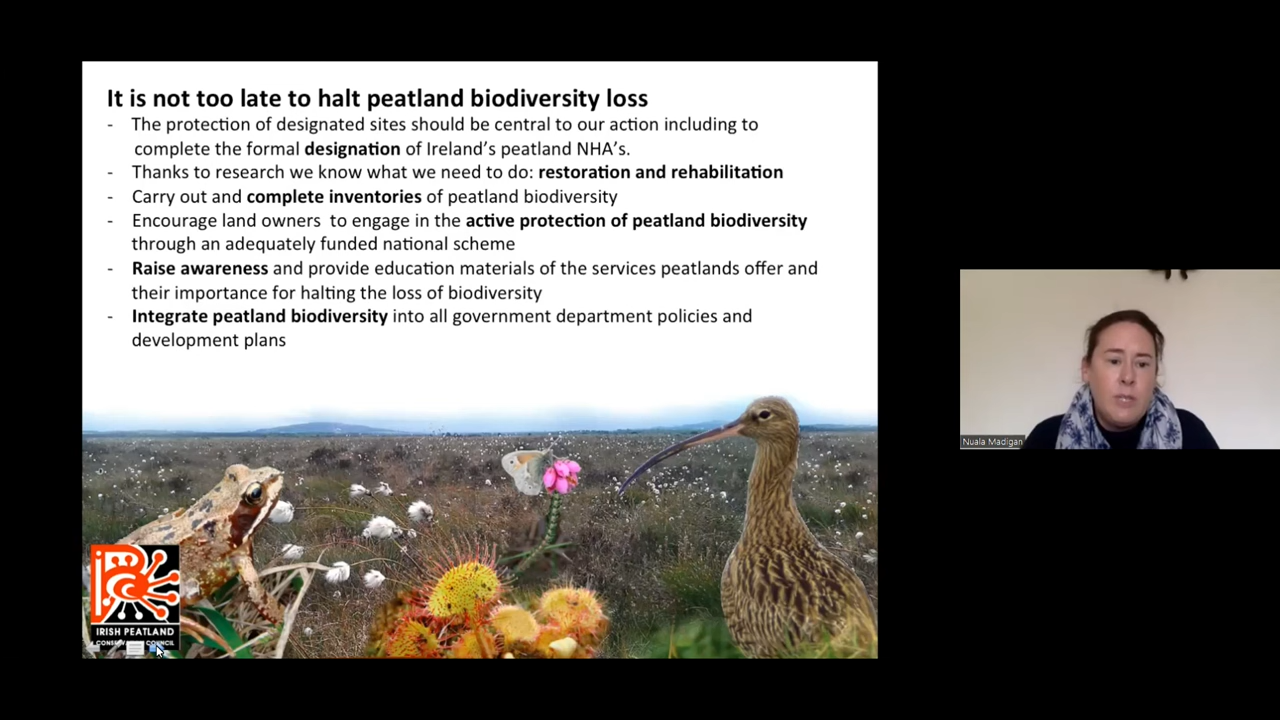 It is not too late to halt peatland biodiversity loss
- The protection of designated sites should be central to our action including to
complete the formal designation of Ireland's peatland NHA's.
- Thanks to research we know what we need to do: restoration and rehabilitation
- Carry out and complete inventories of peatland biodiversity
- Encourage land owners to engage in the active protection of peatland biodiversity
through an adequately funded national scheme
- Raise awareness and provide education materials of the services peatlands offer and
their importance for halting the loss of biodiversity
- Integrate peatland biodiversity into all government department policies and
development plans
Nuala Madigan
IPCC
IRISH PEATLAND
CONSERVATION COUNCIL